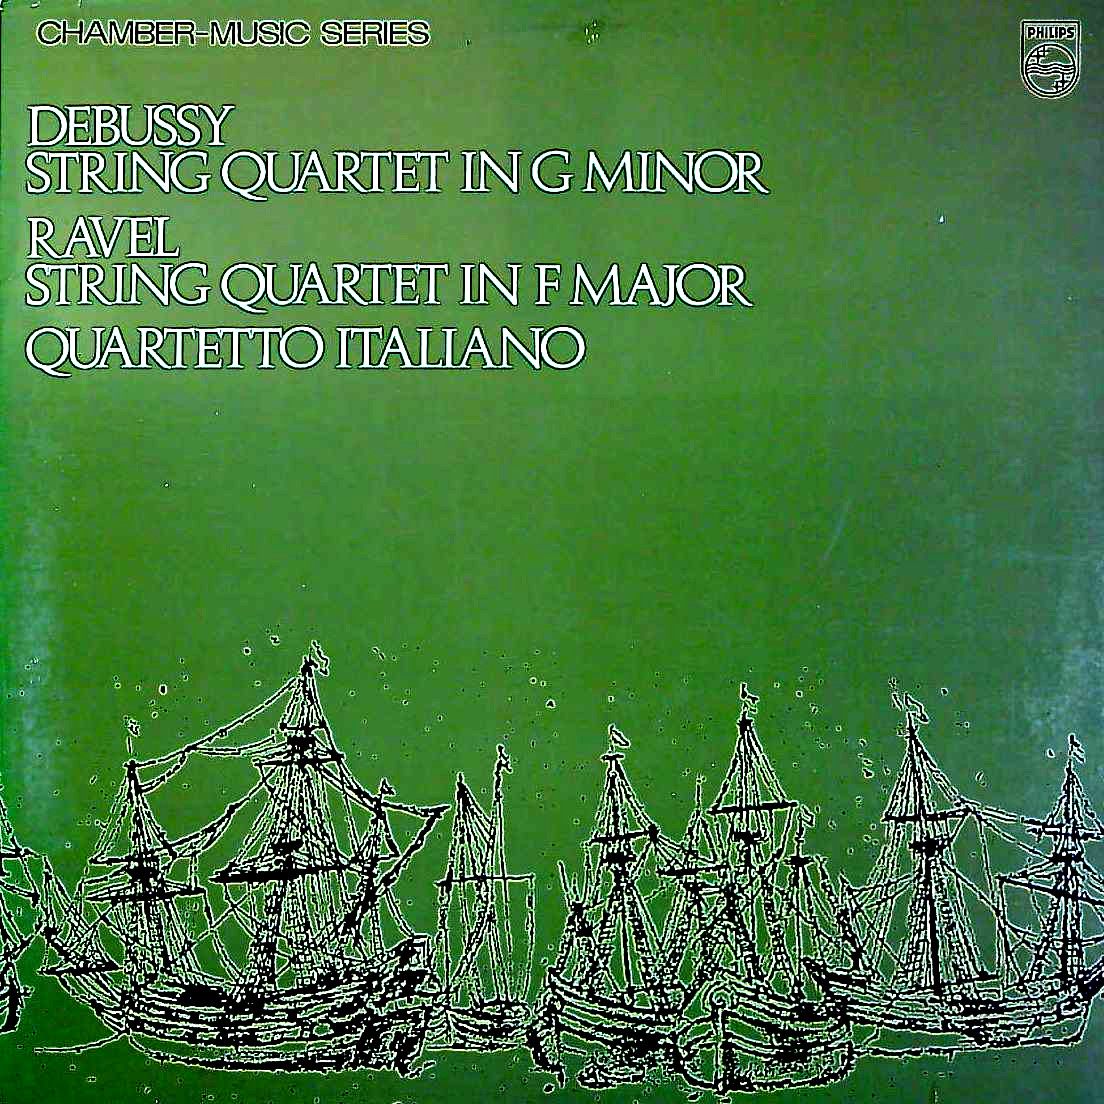 CHAMBER-MUSIC SERIES
PHILIPS
DEBUSSY
STRING QUARTET IN G MINOR
RAVEL
STRING QUARTET IN F MAJOR
QUARTETTO ITALIANO